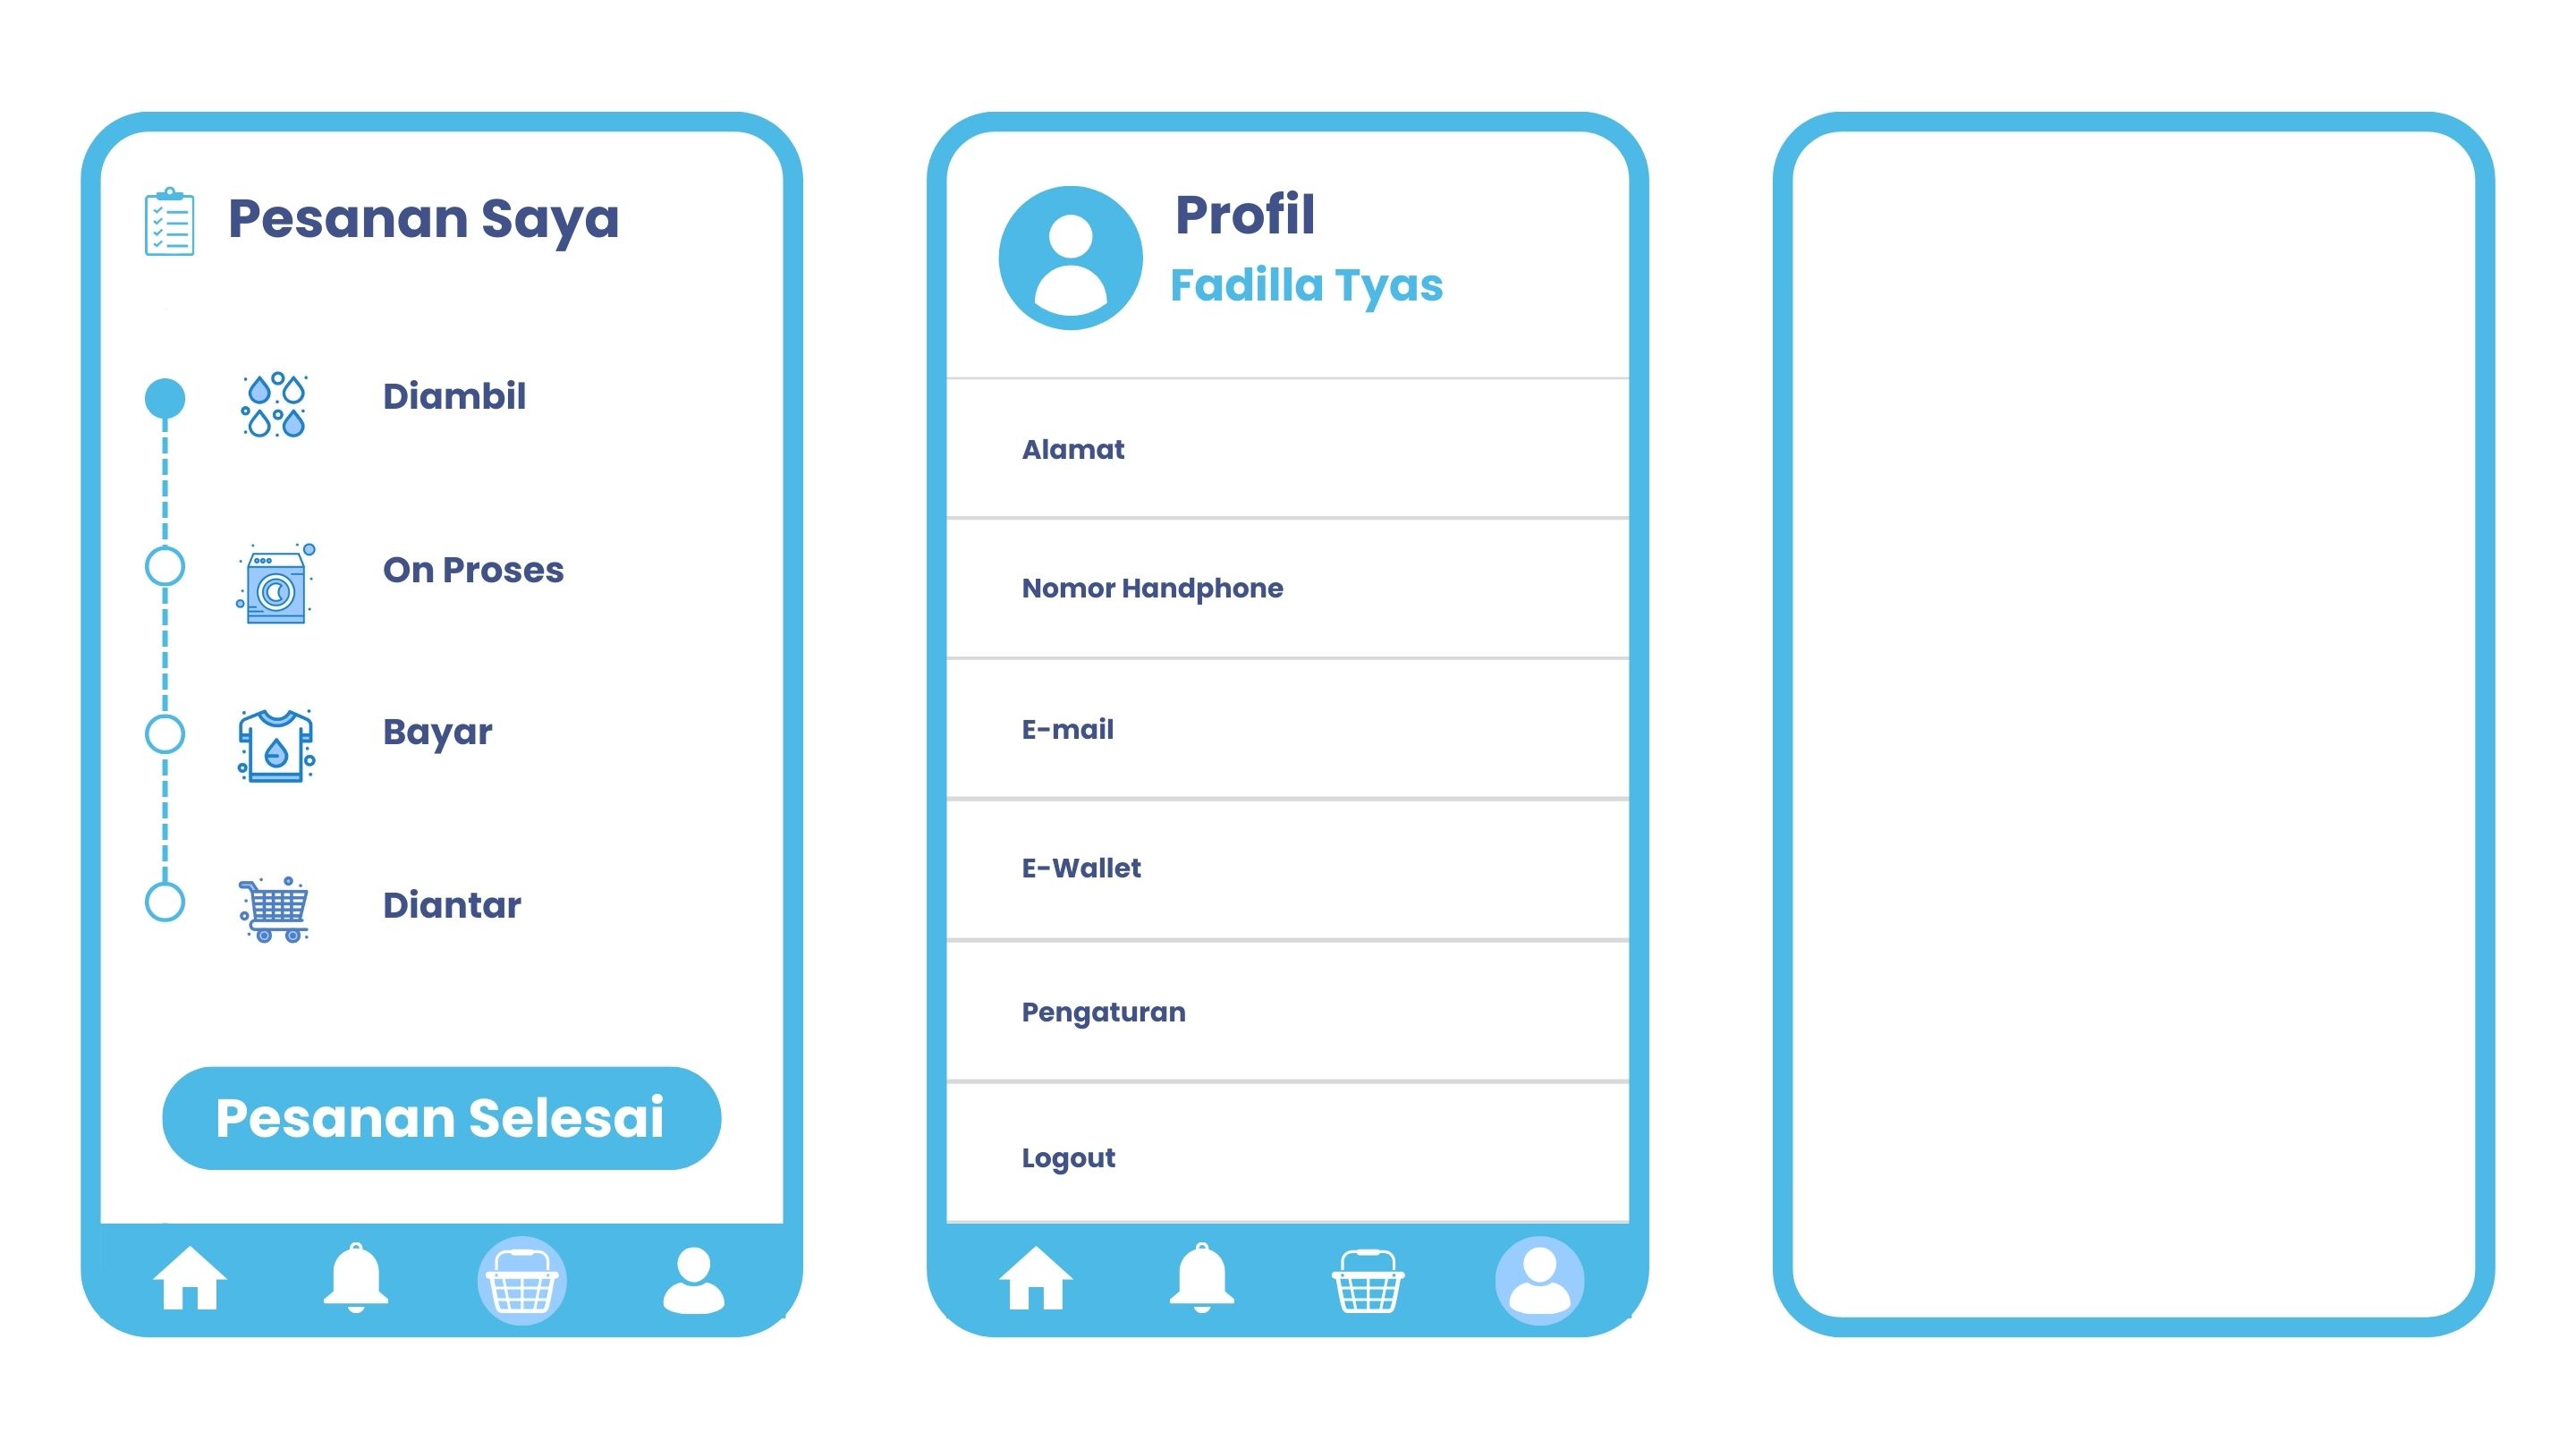 Pesanan Saya
Diambil
On Proses
Bayar
Diantar
Pesanan Selesai
Profil
Fadilla Tyas
Alamat
Nomor Handphone
E-mail
E-Wallet
Pengaturan
Logout